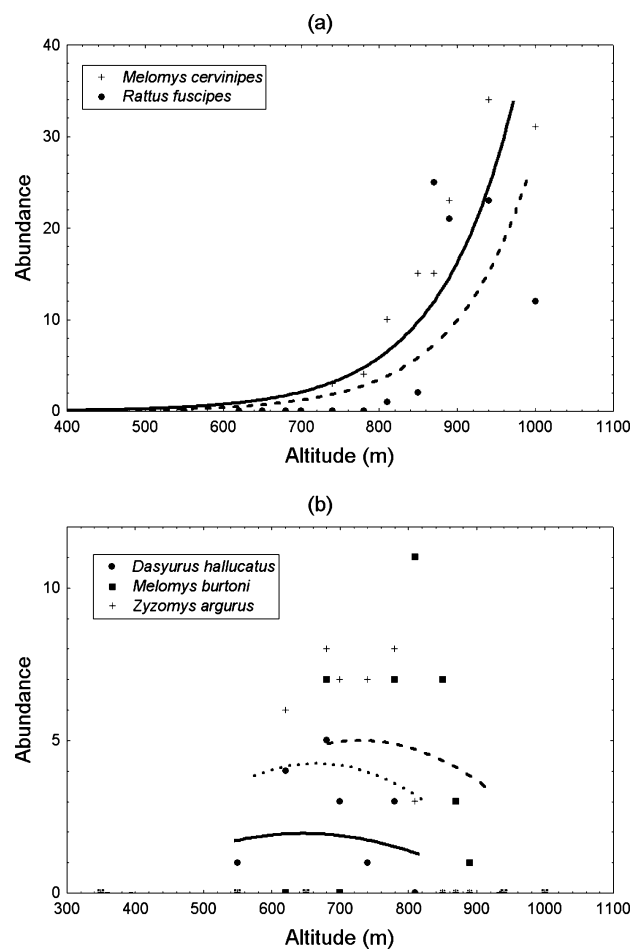 (a)
40
30
20
10
0
Abundance
Melomys cervinipes
Rattus fuscipes
400 500 600 700 800 900 1000 1100
Altitude (m)
(b)
10
5
0
Abundance
Dasyurus hallucatus
Melomys burtoni
Zyzomys argurus
300 400 500 600 700 800 900 1000 1100
Altitude (m)